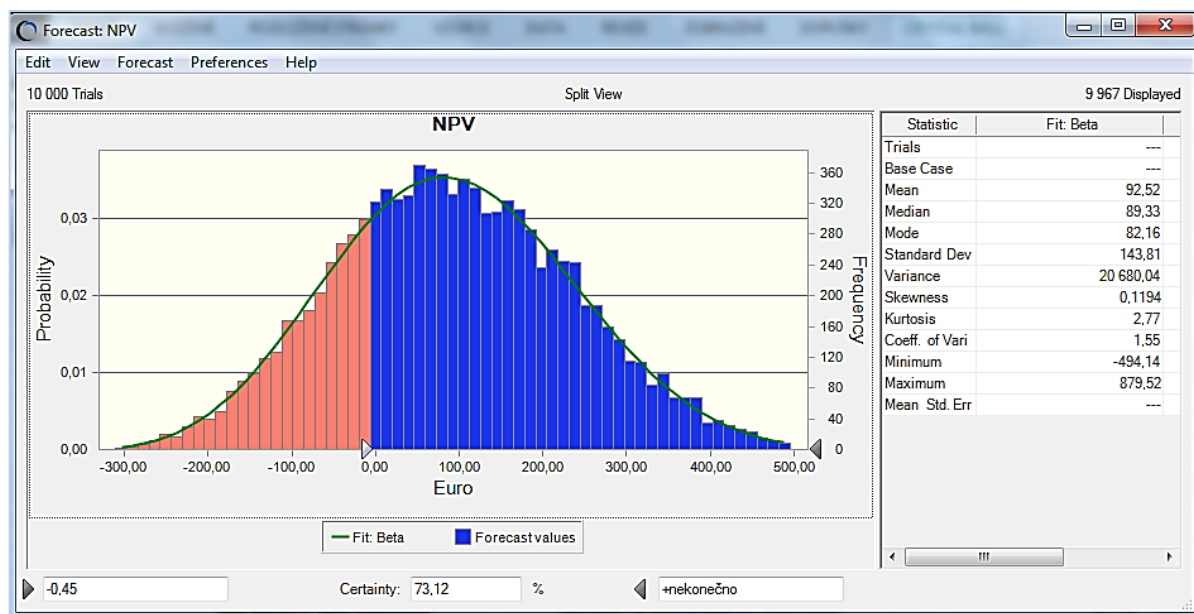 Forecast: NPV
Edit View Forecast Preferences Help
10 000 Trials Split View 9 967 Displayed
NPV
Probability
0,03
0,02
0,01
0,00
Frequency
360
320
280
240
200
160
120
80
40
0
-300,00 -200,00 -100,00 0,00 100,00 200,00 300,00 400,00 500,00
Euro
Fit: Beta Forecast values
Statistic Fit: Beta
Trials ---
Base Case ---
Mean 92,52
Median 89,33
Mode 82,16
Standard Dev 143,81
Variance 20 680,04
Skewness 0,1194
Kurtosis 2,77
Coeff. of Vari 1,55
Minimum -494,14
Maximum 879,52
Mean Std. Err ---
-0,45 Certainty: 73,12 % +nekonečno